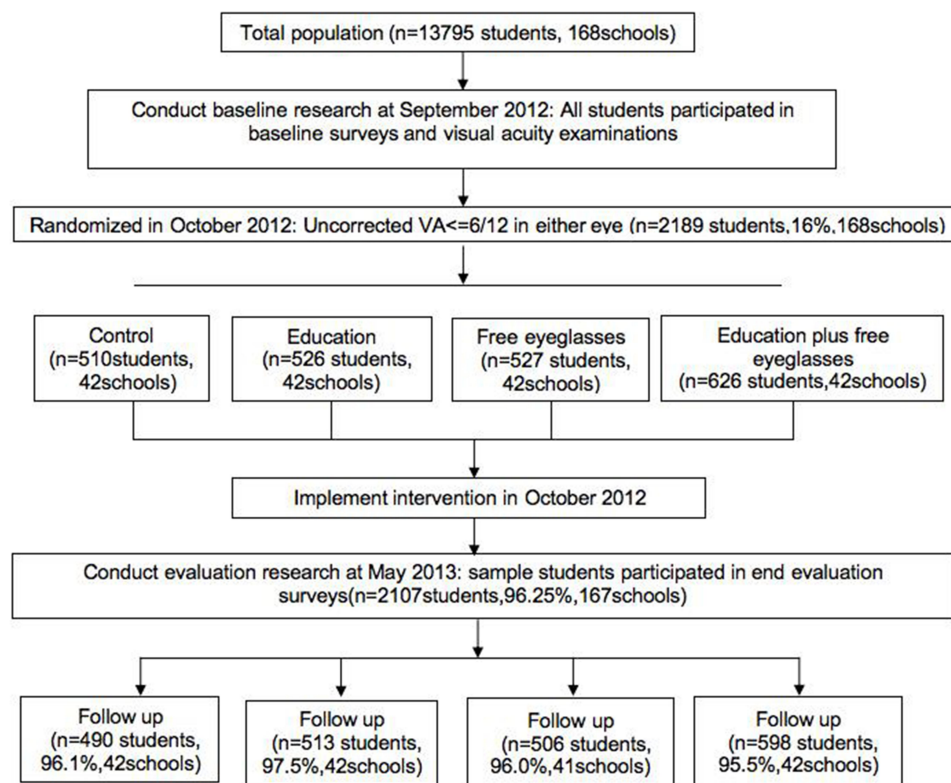 Total population (n=13795 students, 168schools)
Conduct baseline research at September 2012: All students participated in
baseline surveys and visual acuity examinations
Randomized in October 2012: Uncorrected VA<=6/12 in either eye (n=2189 students,16%,168schools)
Control
(n=510students,
42schools)
Education
(n=526 students,
42schools)
Free eyeglasses
(n=527 students,
42schools)
Education plus free
eyeglasses
(n=626 students,42schools)
Implement intervention in October 2012
Conduct evaluation research at May 2013: sample students participated in end evaluation
surveys(n=2107students,96.25%,167schools)
Follow up
(n=490 students,
96.1%,42schools)
Follow up
(n=513 students,
97.5%,42schools)
Follow up
(n=506 students,
96.0%,41schools)
Follow up
(n=598 students,
95.5%,42schools)